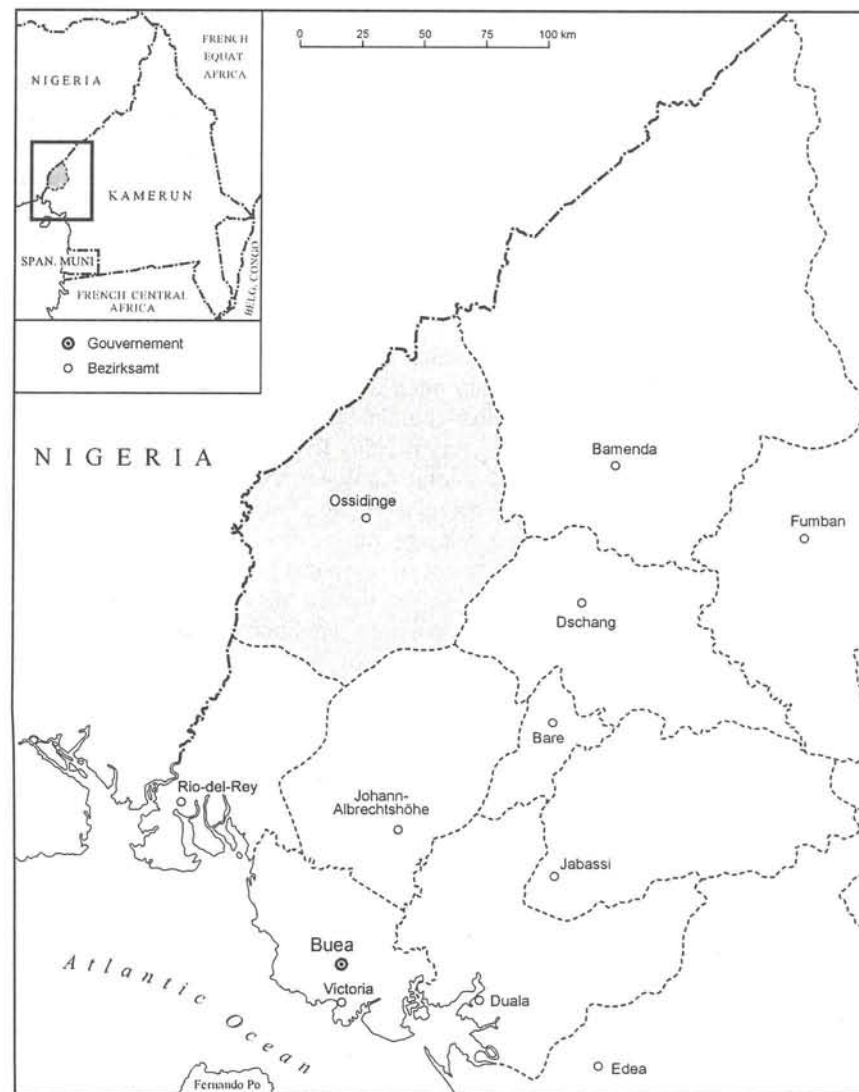 FRENCH
EQUAT
AFRICA
NIGERIA
KAMERUN
SPAN. MUNI
BELG. CONGO
FRENCH CENTRAL
AFRICA
Gouvernement
Bezirksamt
0 25 50 75 100 km
NIGERIA
Bamenda
Ossidinge
Fumban
Dschang
Bare
Rio-del-Rey
Johann-
Albrechtshöhe
Jabassi
Buea
Victoria
Duala
Atlantic Ocean
Edea
Fernando Po